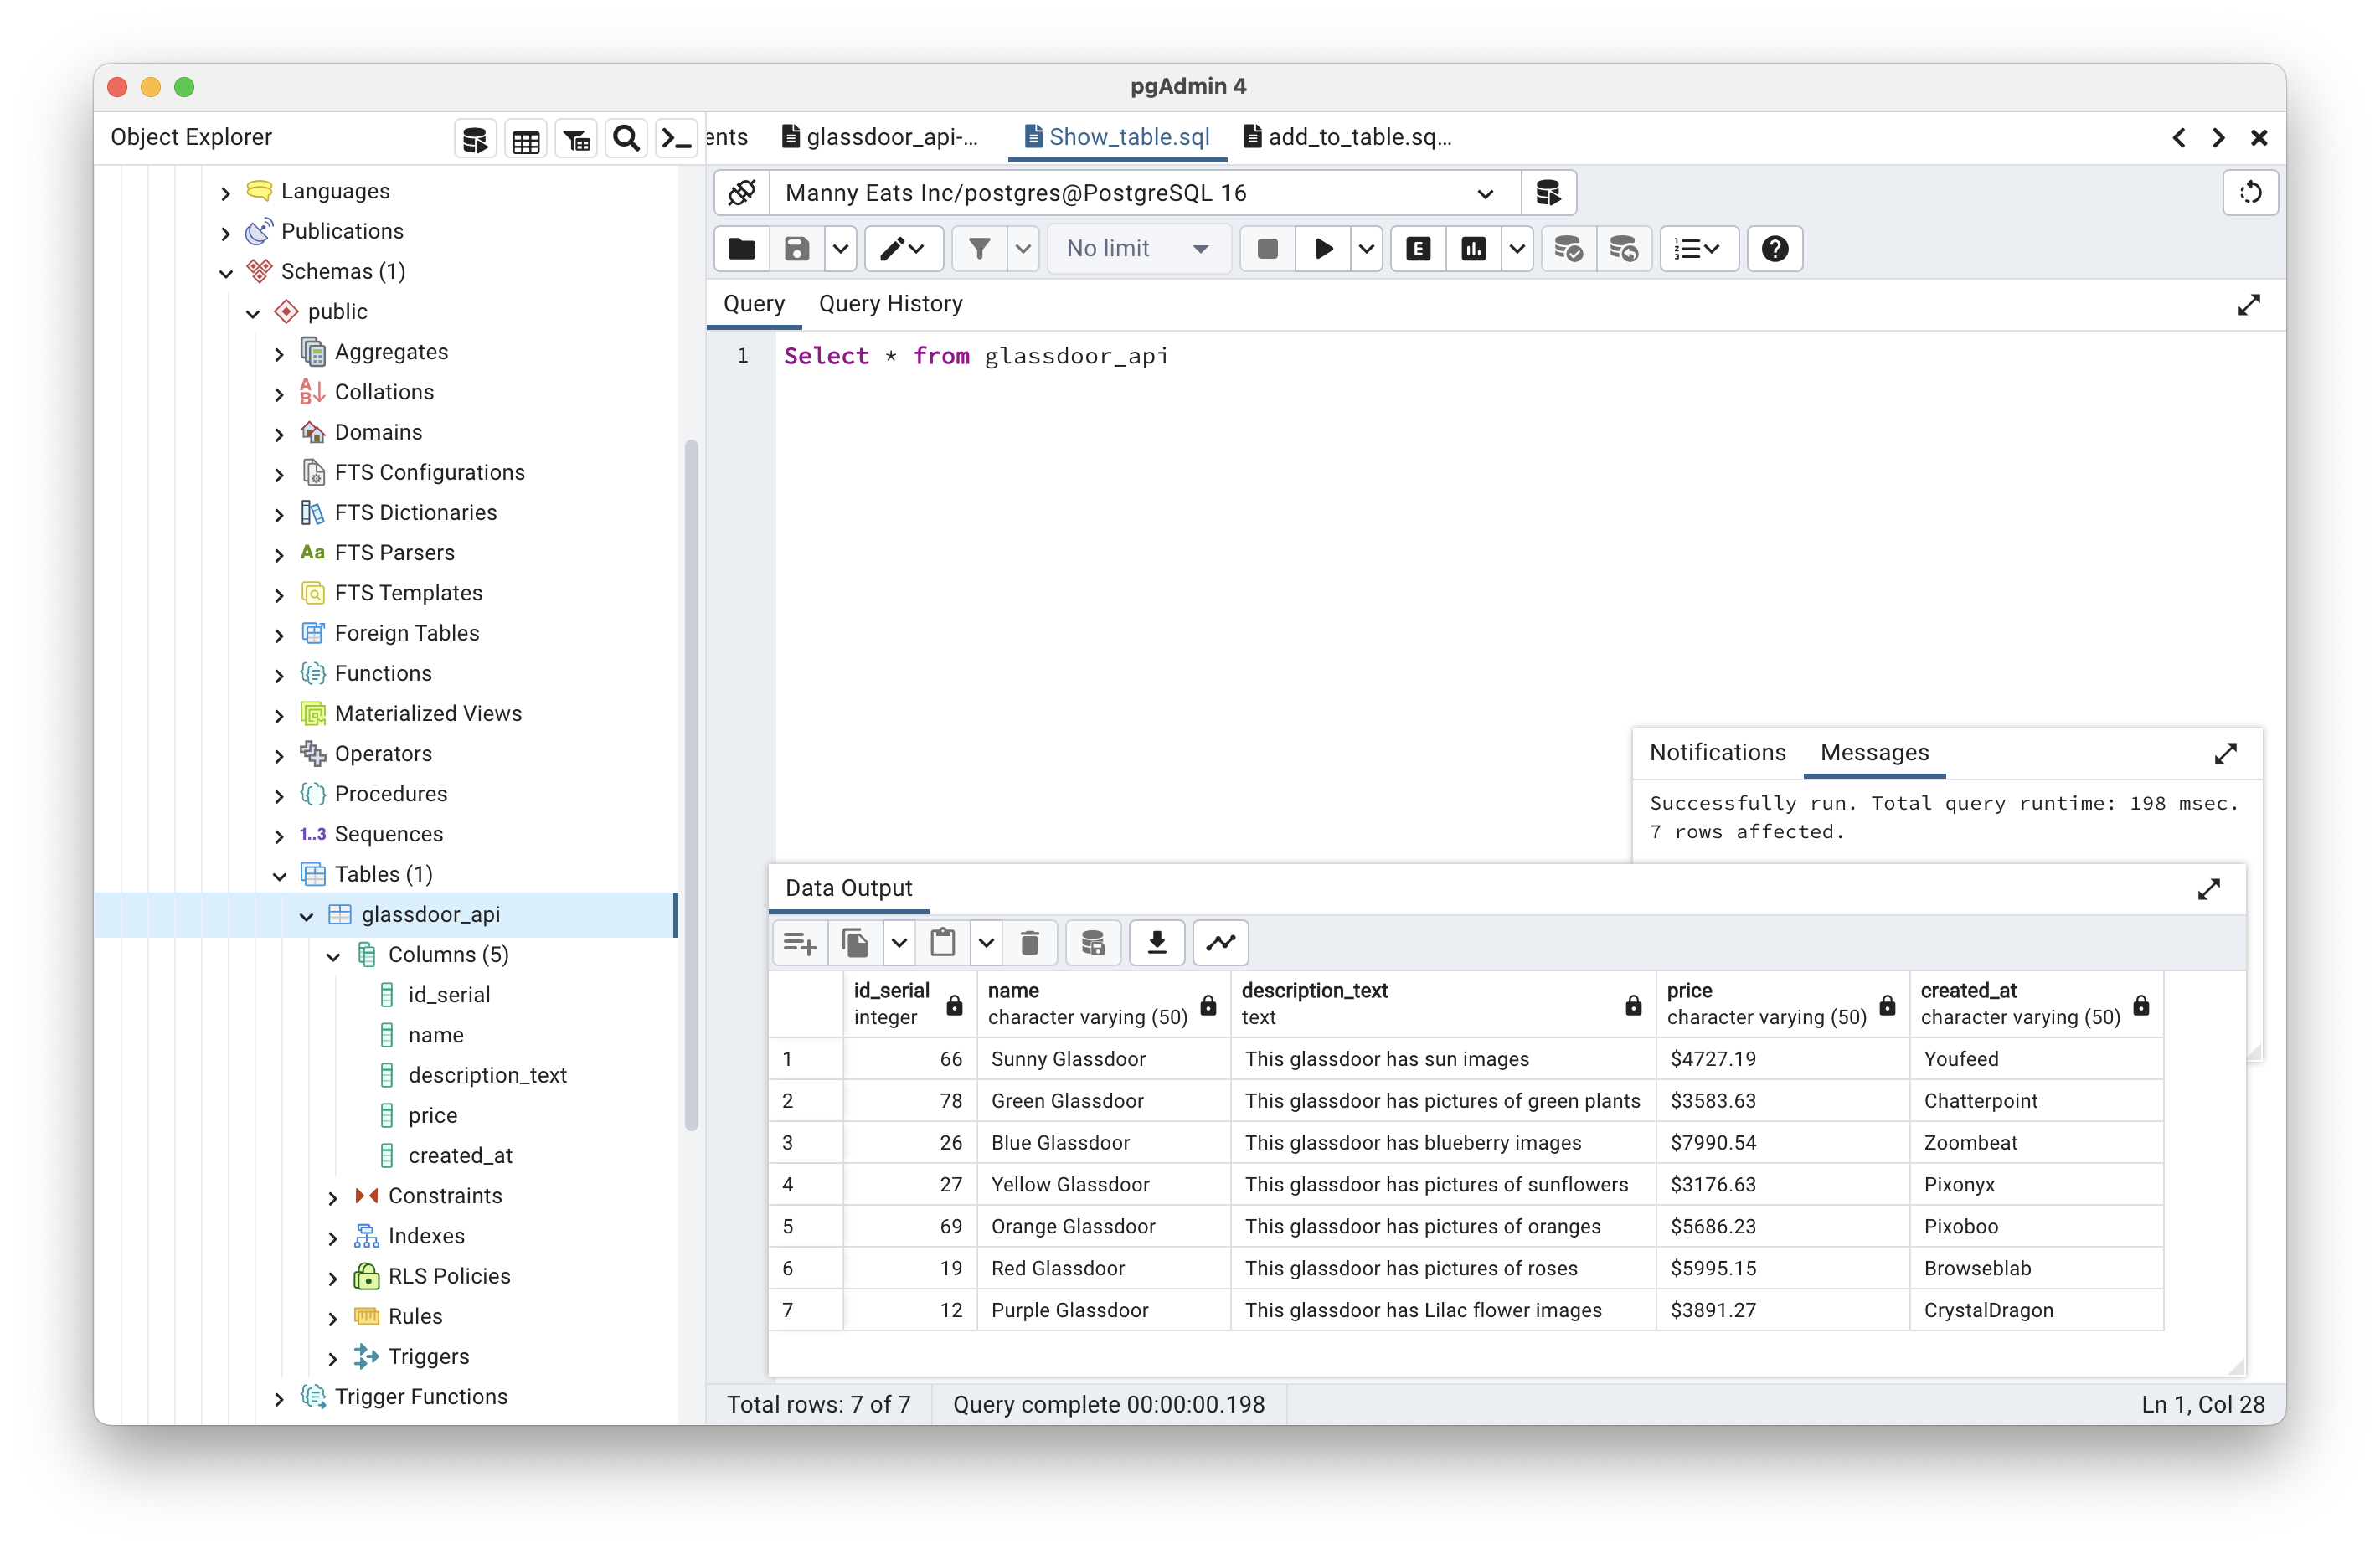 pgAdmin 4
Object Explorer
ents
glassdoor_api-...
Show_table.sql
add_to_table.sq...
Languages
Publications
Schemas (1)
public
Aggregates
Collations
Domains
FTS Configurations
FTS Dictionaries
Aa FTS Parsers
FTS Templates
Foreign Tables
Functions
Materialized Views
Operators
Procedures
1..3 Sequences
Tables (1)
glassdoor_api
Columns (5)
id_serial
name
description_text
price
created_at
Constraints
Indexes
RLS Policies
Rules
Triggers
Trigger Functions
Manny Eats Inc/postgres@PostgreSQL 16
No limit
E
Query Query History
1 Select * from glassdoor_api
Notifications Messages
Successfully run. Total query runtime: 198 msec.
7 rows affected.
Data Output
id_serial name description_text price created_at
integer character varying (50) text character varying (50) character varying (50)
1 66 Sunny Glassdoor This glassdoor has sun images $4727.19 Youfeed
2 78 Green Glassdoor This glassdoor has pictures of green plants $3583.63 Chatterpoint
3 26 Blue Glassdoor This glassdoor has blueberry images $7990.54 Zoombeat
4 27 Yellow Glassdoor This glassdoor has pictures of sunflowers $3176.63 Pixonyx
5 69 Orange Glassdoor This glassdoor has pictures of oranges $5686.23 Pixoboo
6 19 Red Glassdoor This glassdoor has pictures of roses $5995.15 Browseblab
7 12 Purple Glassdoor This glassdoor has Lilac flower images $3891.27 CrystalDragon
Total rows: 7 of 7 Query complete 00:00:00.198 Ln 1, Col 28